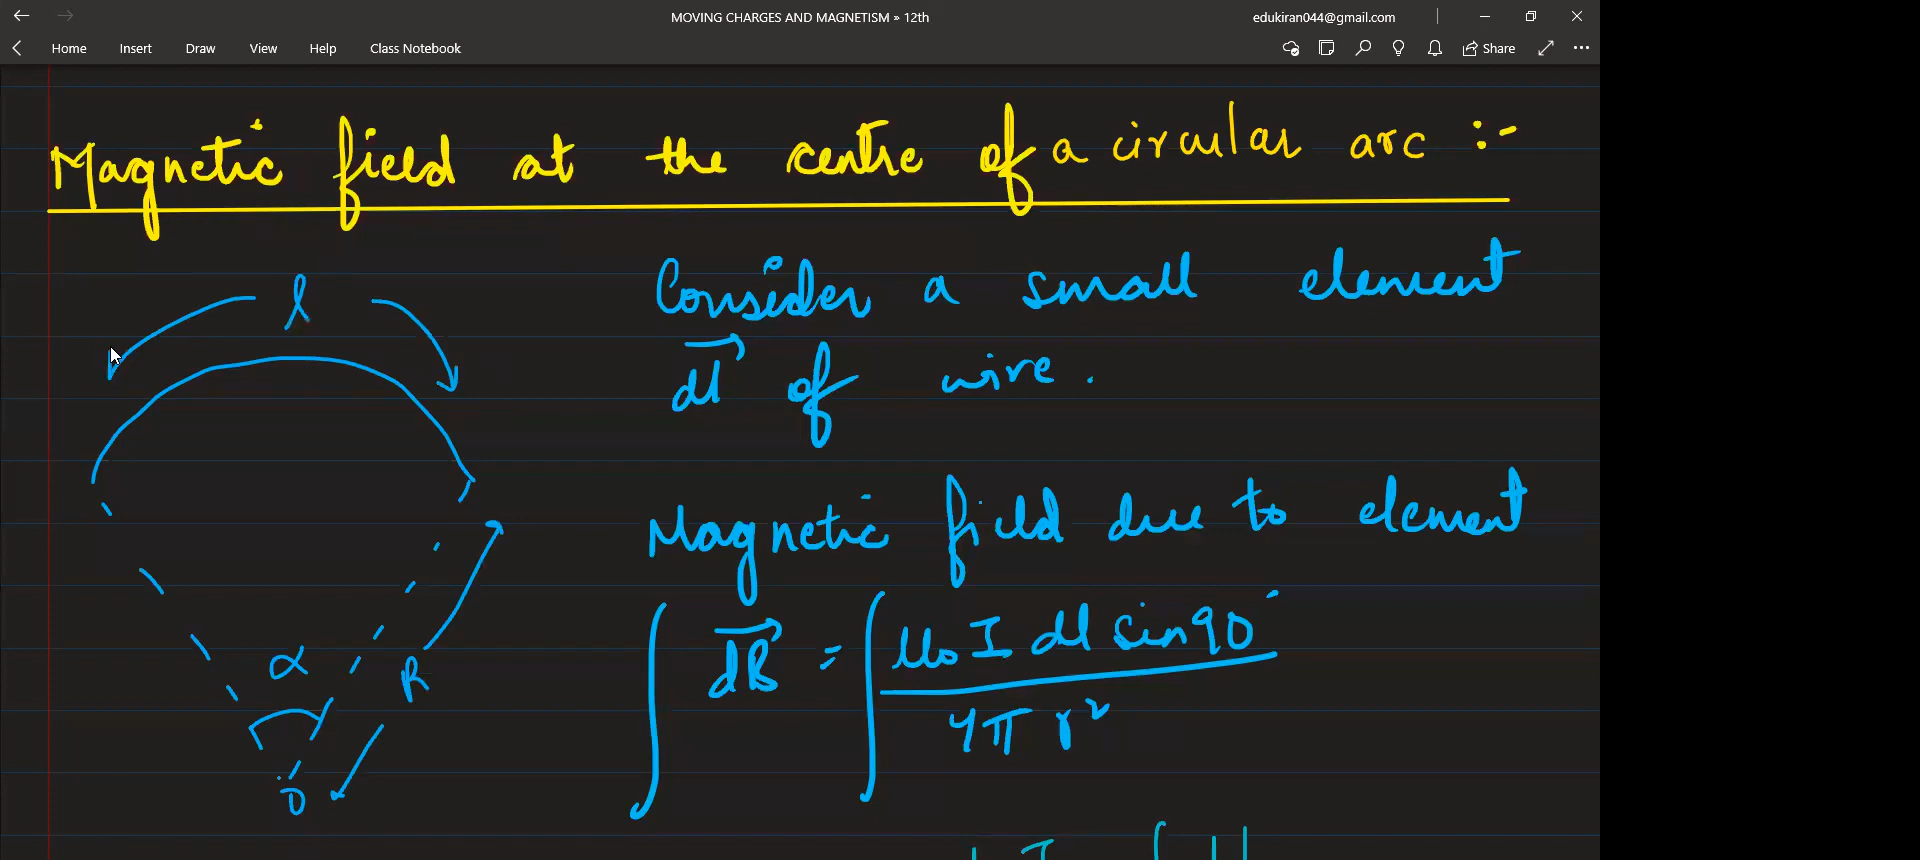 MOVING CHARGES AND MAGNETISM » 12th
edukiran044@gmail.com
Home Insert Draw View Help Class Notebook
Share
Magnetic field at the centre of a circular arc :-
l
Consider a small element
dl of wire.
Magnetic field due to element
∫ dB = ∫ μ₀ I dl sin 90°
4π r²
α
R
O